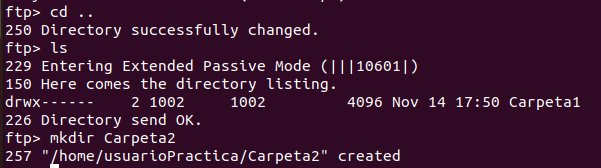 ftp> cd ..
250 Directory successfully changed.
ftp> ls
229 Entering Extended Passive Mode (|||10601|)
150 Here comes the directory listing.
drwx------    2 1002     1002         4096 Nov 14 17:50 Carpeta1
226 Directory send OK.
ftp> mkdir Carpeta2
257 "/home/usuarioPractica/Carpeta2" created